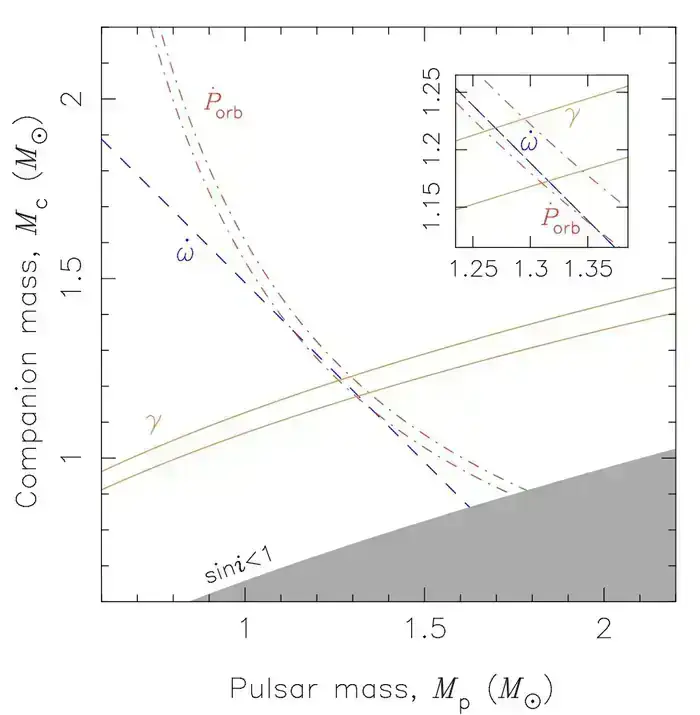 2
1.5
1
Companion mass, M_c (M_⊙)
Ṗ_orb
ω̇
γ
sini<1
1.25
1.2
1.15
γ
ω̇
Ṗ_orb
1.25 1.3 1.35
1 1.5 2
Pulsar mass, M_p (M_⊙)